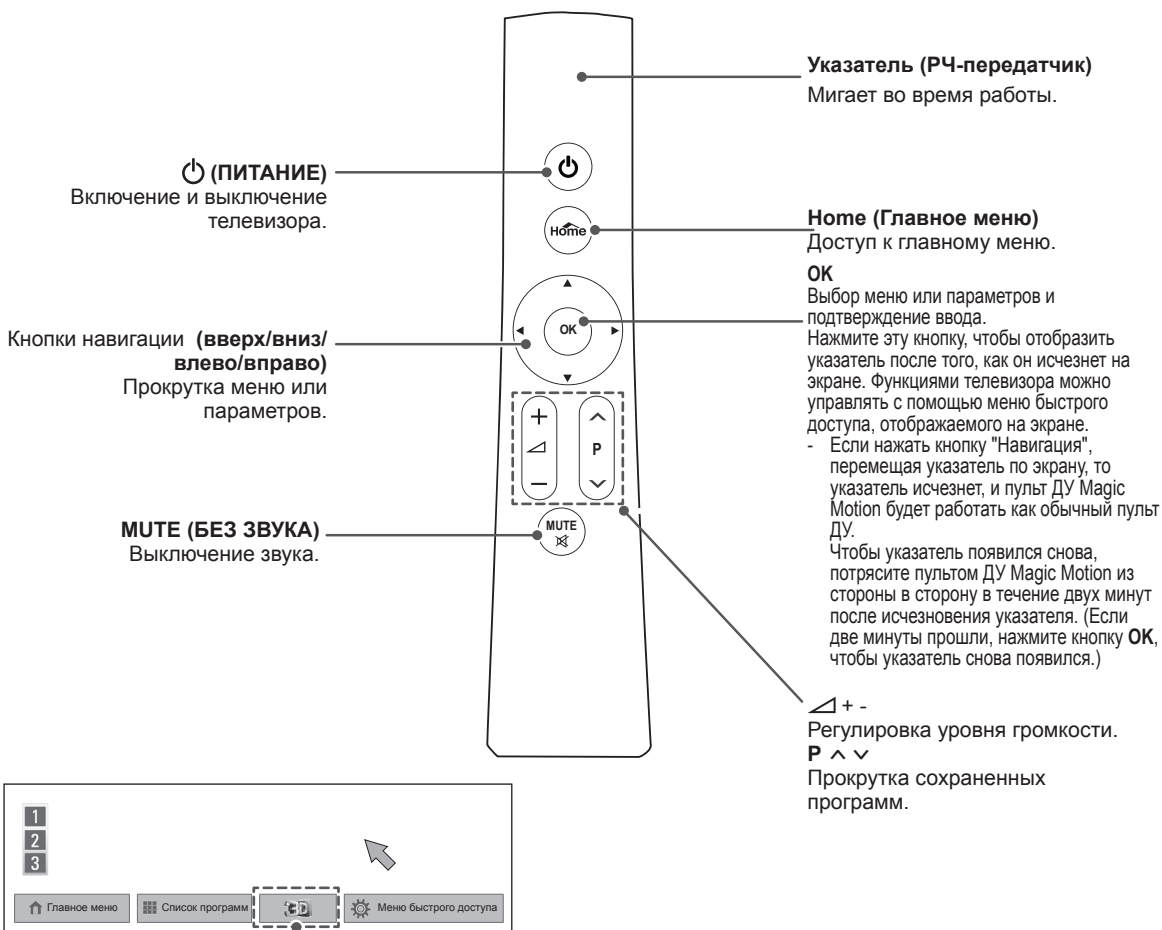 Указатель (РЧ-передатчик)
Мигает во время работы.
(ПИТАНИЕ)
Включение и выключение
телевизора.
Home
Home (Главное меню)
Доступ к главному меню.
OK
Выбор меню или параметров и
подтверждение ввода.
Нажмите эту кнопку, чтобы отобразить
указатель после того, как он исчезнет на
экране. Функциями телевизора можно
управлять с помощью меню быстрого
доступа, отображаемого на экране.
- Если нажать кнопку "Навигация",
перемещая указатель по экрану, то
указатель исчезнет, и пульт ДУ Magic
Motion будет работать как обычный пульт
ДУ.
Чтобы указатель появился снова,
потрясите пультом ДУ Magic Motion из
стороны в сторону в течение двух минут
после исчезновения указателя. (Если
две минуты прошли, нажмите кнопку OK,
чтобы указатель снова появился.)
OK
Кнопки навигации (вверх/вниз/
влево/вправо)
Прокрутка меню или
параметров.
+
P
−
MUTE
MUTE (БЕЗ ЗВУКА)
Выключение звука.
+ -
Регулировка уровня громкости.
P ∧ ∨
Прокрутка сохраненных
программ.
1
2
3
Главное меню Список программ 3D Меню быстрого доступа